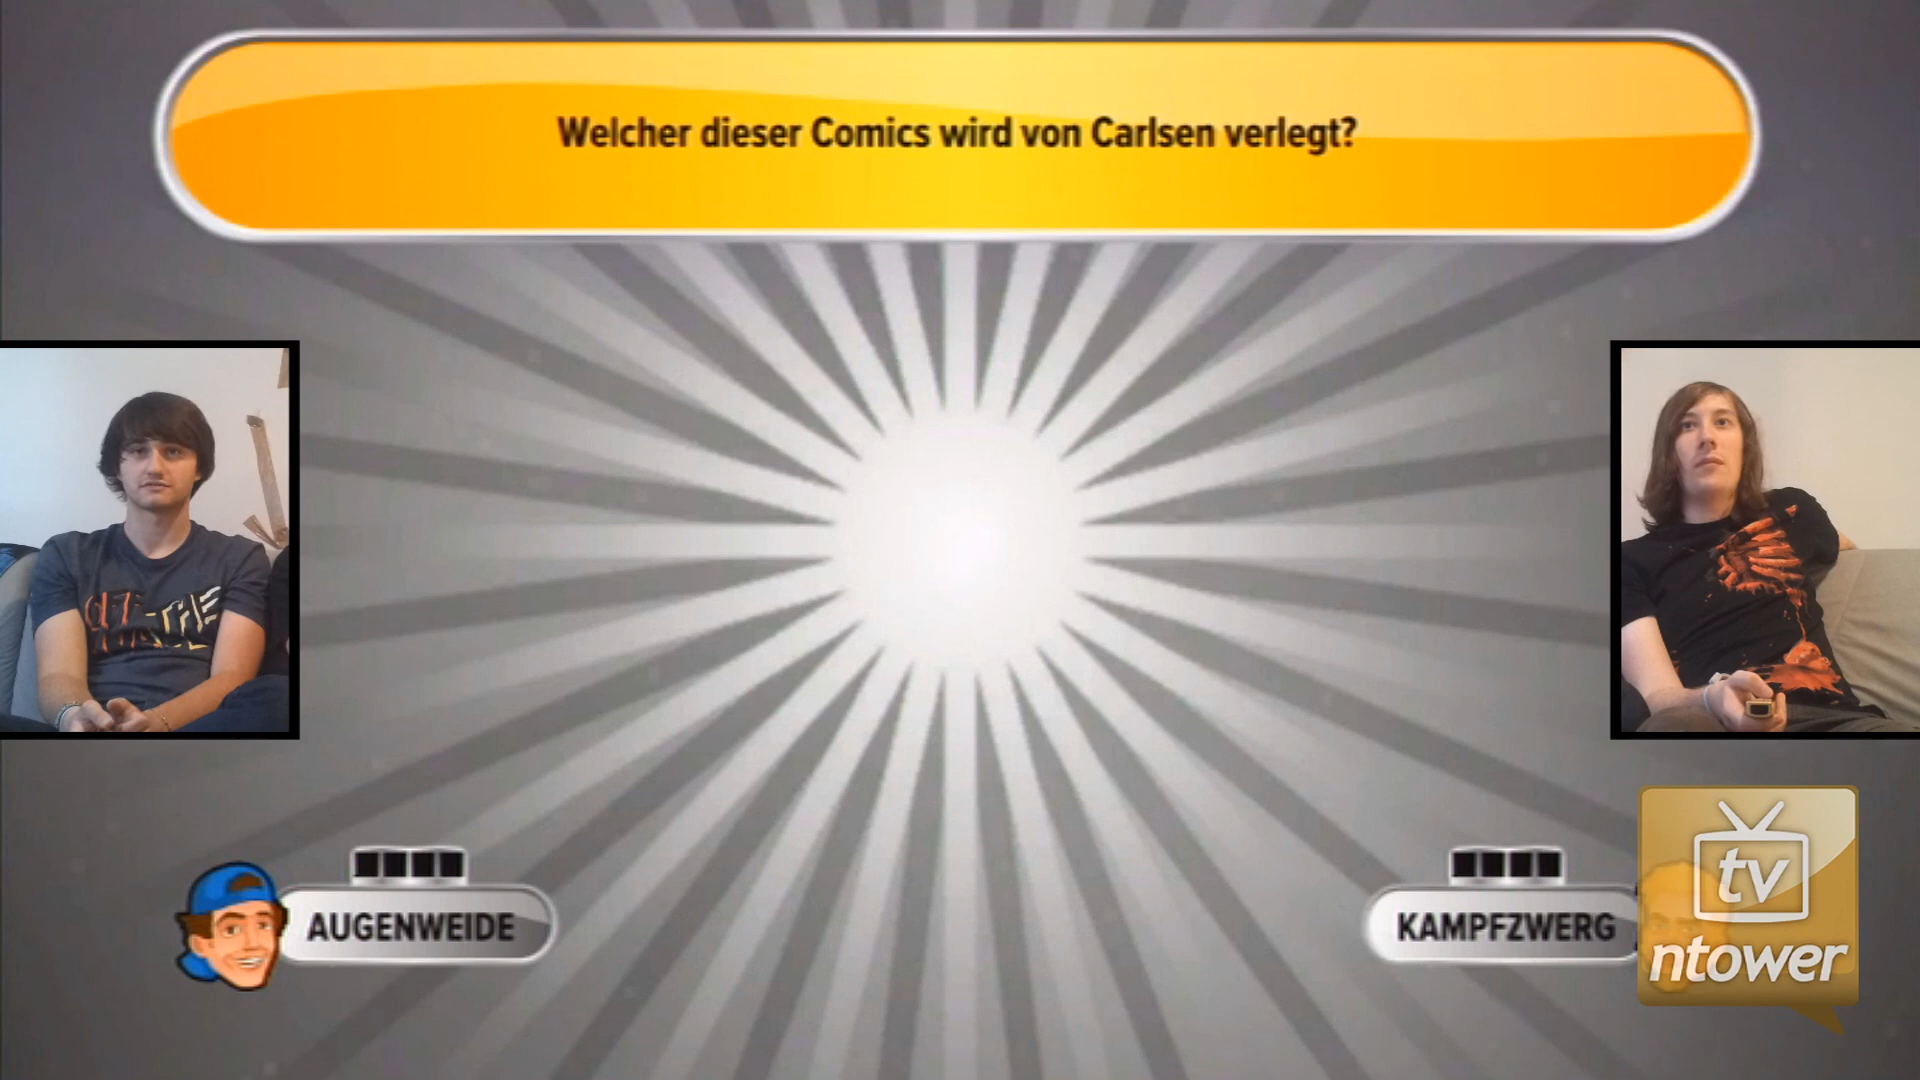 Welcher dieser Comics wird von Carlsen verlegt?
AUGENWEIDE
KAMPFZWERG
tv
ntower